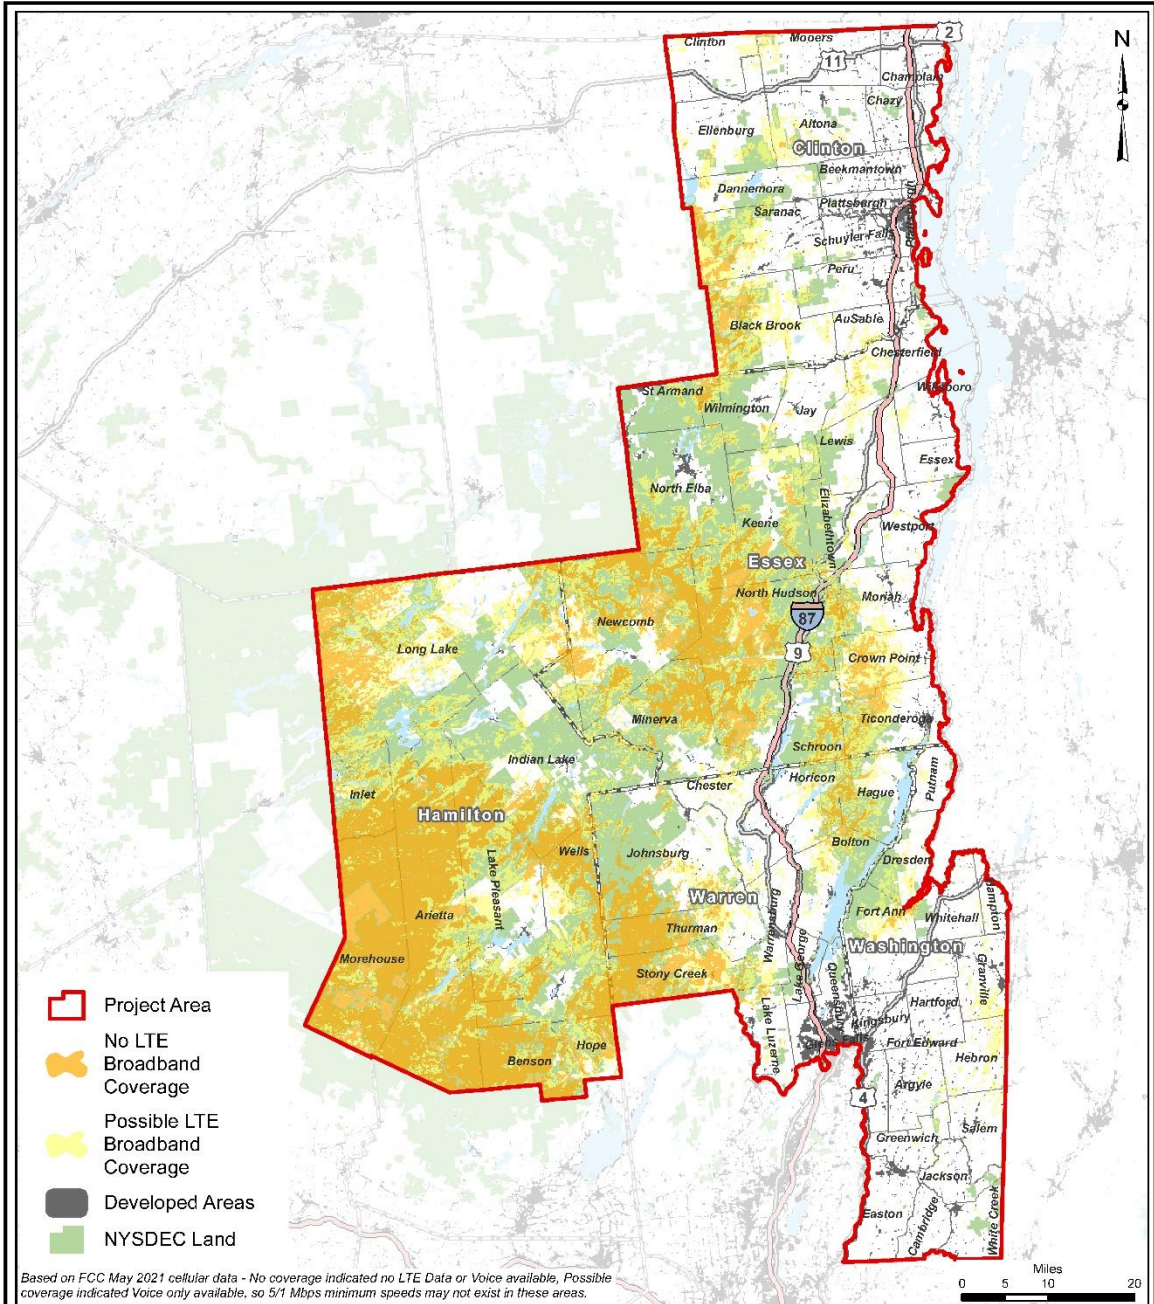 Clinton
Mooers
2
N
11
Champlain
Chazy
Ellenburg
Altona
Clinton
Beekmantown
Dannemora
Plattsburgh
Plattsburgh
Saranac
Schuyler Falls
Peru
Black Brook
AuSable
Chesterfield
St Armand
Willsboro
Wilmington
Jay
Lewis
Essex
North Elba
Elizabethtown
Keene
Westport
Essex
North Hudson
Moriah
87
Newcomb
9
Long Lake
Crown Point
Minerva
Ticonderoga
Schroon
Indian Lake
Horicon
Chester
Putnam
Inlet
Hague
Hamilton
Bolton
Wells
Johnsburg
Dresden
Lake Pleasant
Warren
Hampton
Arietta
Fort Ann
Whitehall
Thurman
Warrensburg
Washington
Morehouse
Lake George
Stony Creek
Queensbury
Granville
Hartford
Lake Luzerne
Kingsbury
Hope
Glens Falls
Fort Edward
Benson
Hebron
Argyle
4
Salem
Greenwich
Jackson
Easton
Cambridge
White Creek
Project Area
No LTE
Broadband
Coverage
Possible LTE
Broadband
Coverage
Developed Areas
NYSDEC Land
Based on FCC May 2021 cellular data - No coverage indicated no LTE Data or Voice available, Possible
coverage indicated Voice only available, so 5/1 Mbps minimum speeds may not exist in these areas.
Miles
0 5 10 20